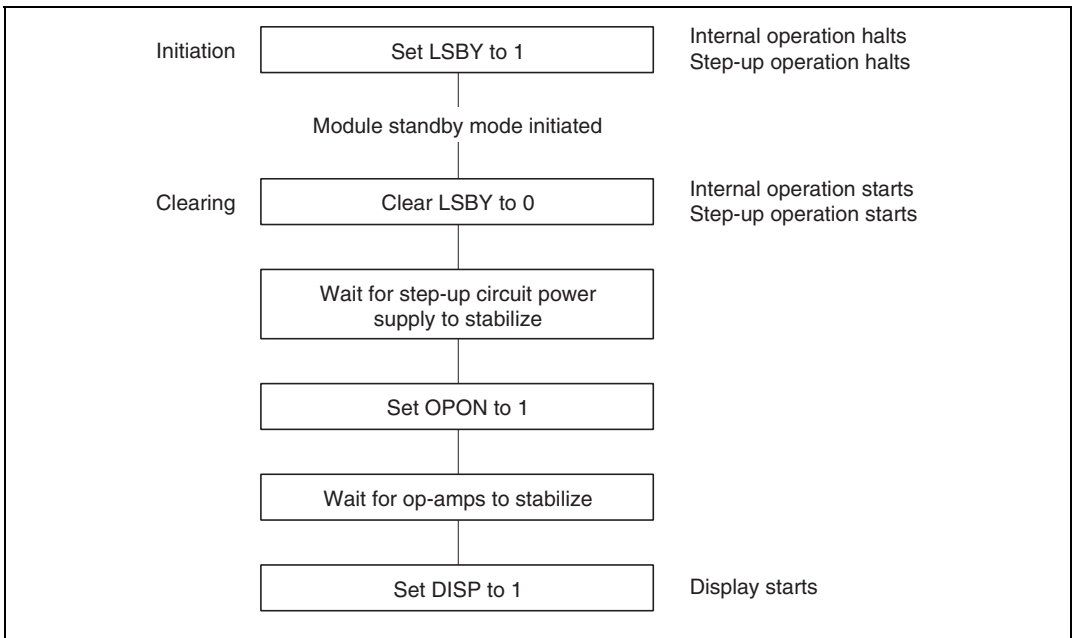 Initiation
Set LSBY to 1
Internal operation halts
Step-up operation halts
Module standby mode initiated
Clearing
Clear LSBY to 0
Internal operation starts
Step-up operation starts
Wait for step-up circuit power
supply to stabilize
Set OPON to 1
Wait for op-amps to stabilize
Set DISP to 1
Display starts